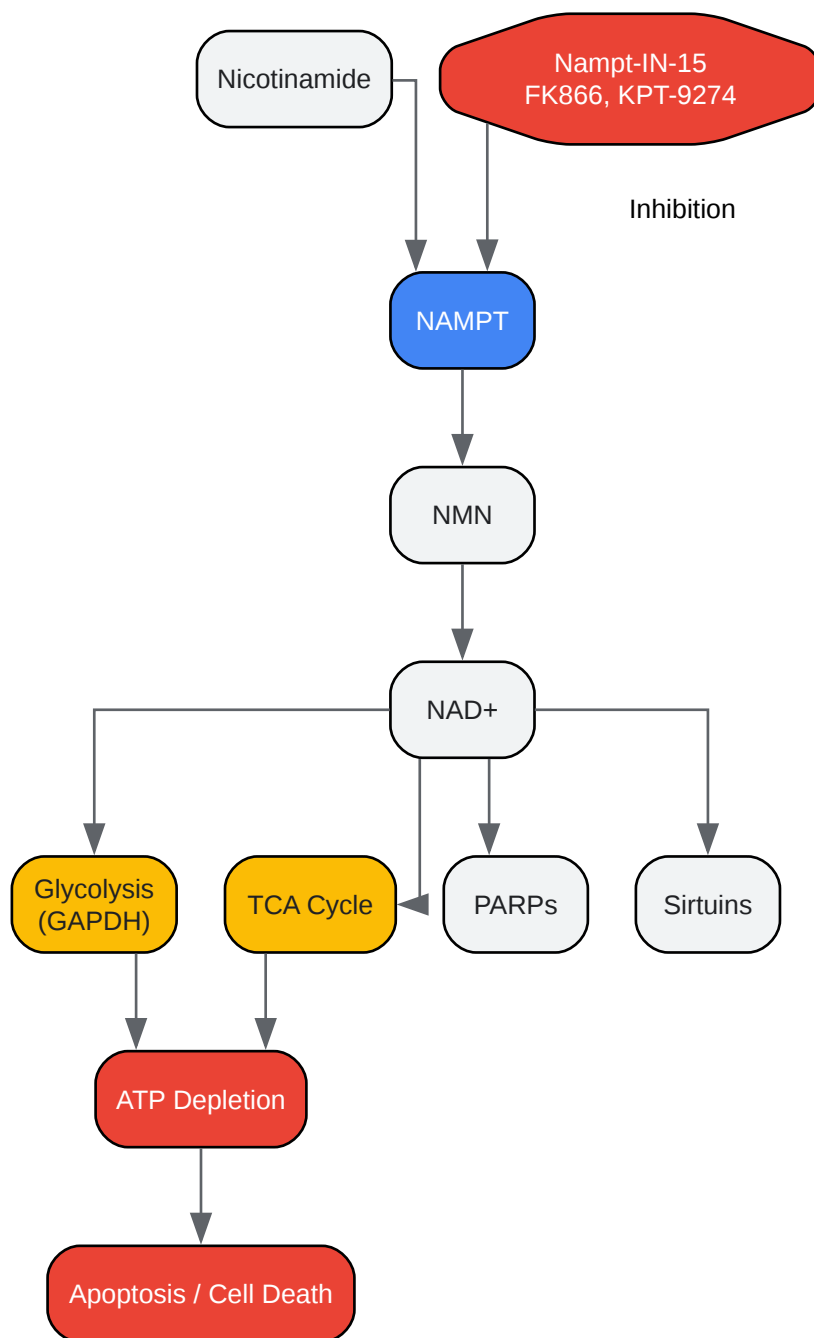 Nicotinamide
Nampt-IN-15
FK866, KPT-9274
Inhibition
NAMPT
NMN
NAD+
Glycolysis
(GAPDH)
TCA Cycle
PARPs
Sirtuins
ATP Depletion
Apoptosis / Cell Death